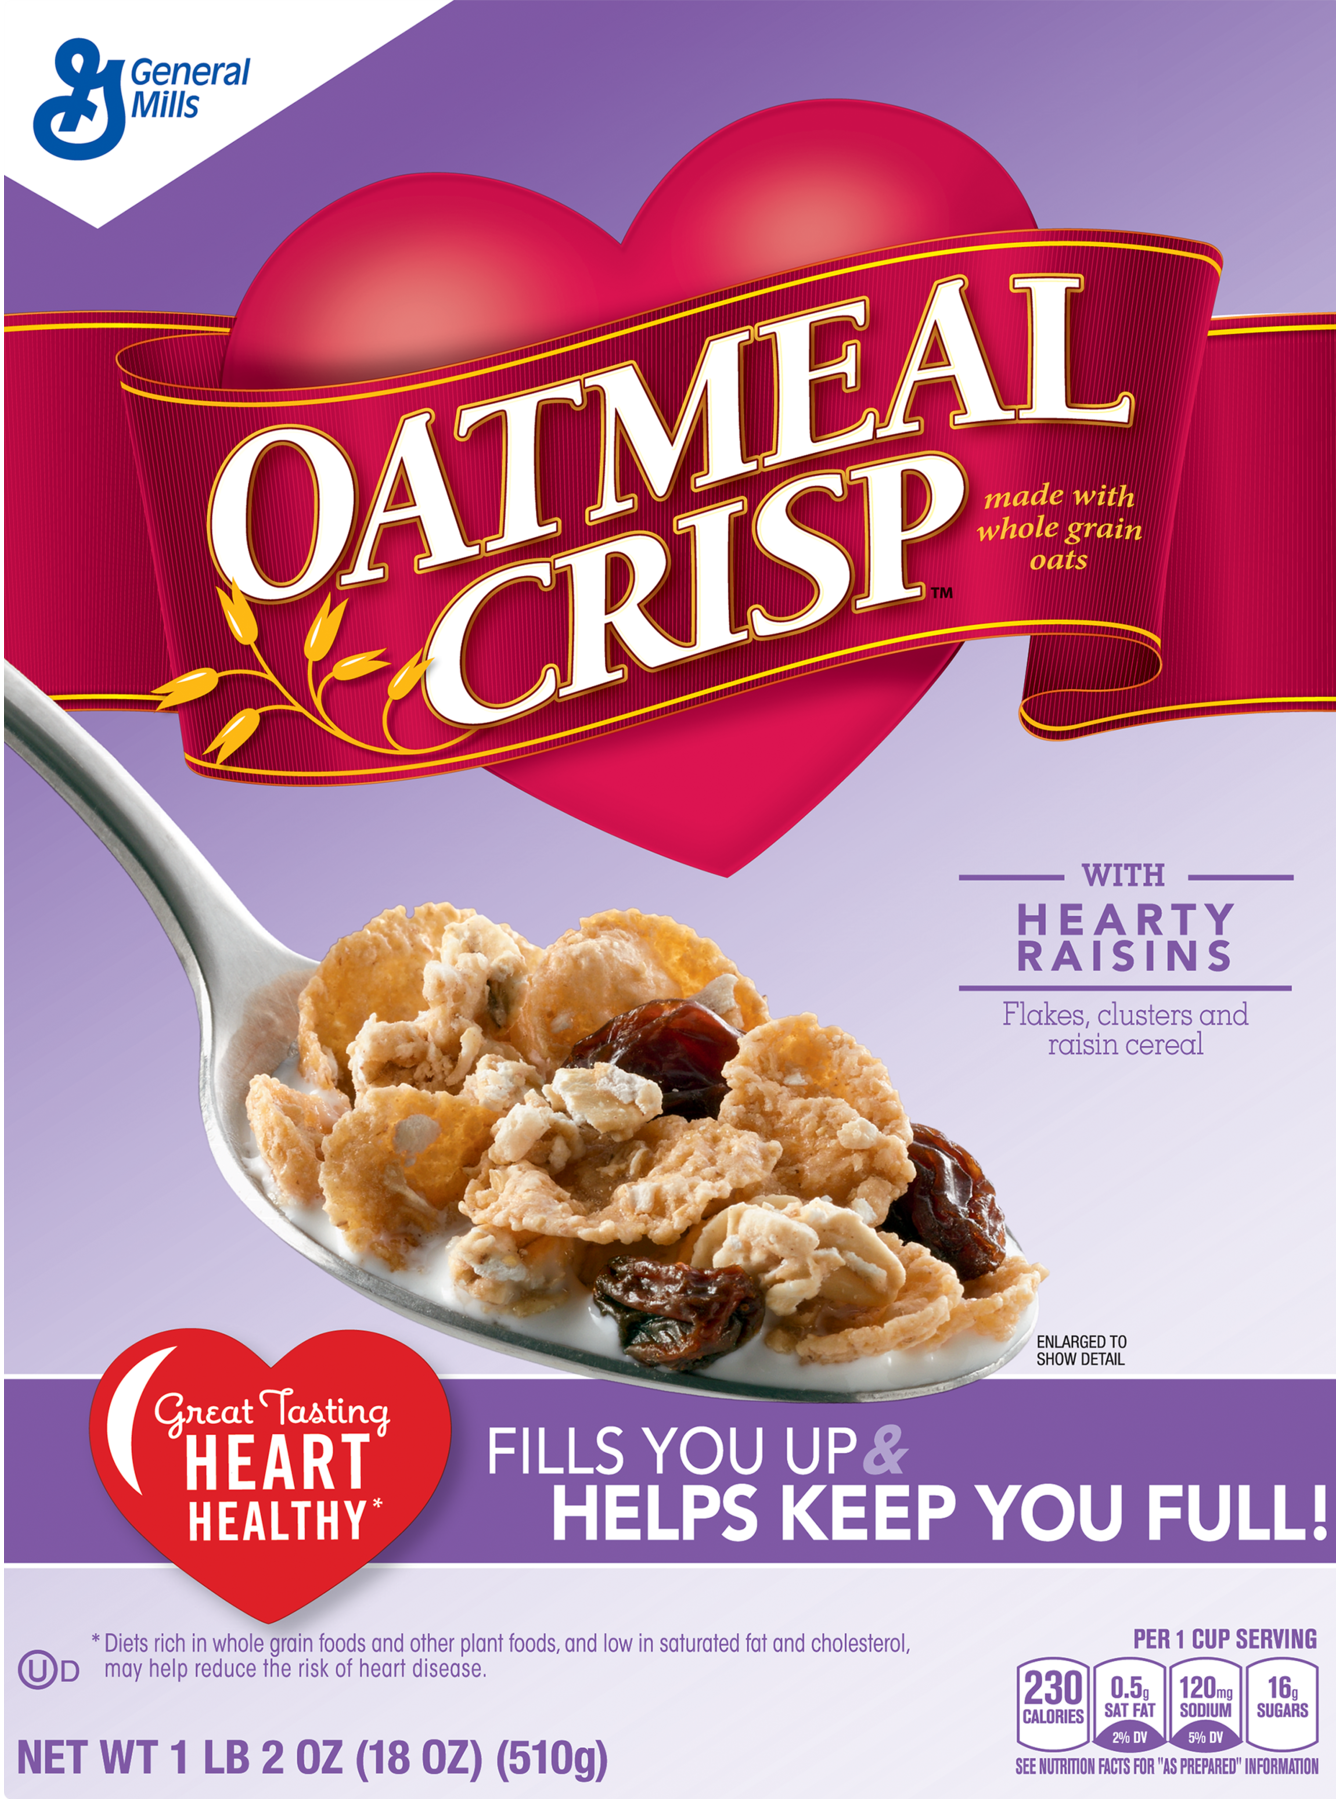 General
Mills
OATMEAL
CRISP™
made with
whole grain
oats
WITH
HEARTY
RAISINS
Flakes, clusters and
raisin cereal
ENLARGED TO
SHOW DETAIL
Great Tasting
HEART
HEALTHY*
FILLS YOU UP &
HELPS KEEP YOU FULL!
* Diets rich in whole grain foods and other plant foods, and low in saturated fat and cholesterol,
may help reduce the risk of heart disease.
U D
NET WT 1 LB 2 OZ (18 OZ) (510g)
PER 1 CUP SERVING
230
CALORIES
0.5g
SAT FAT
2% DV
120mg
SODIUM
5% DV
16g
SUGARS
SEE NUTRITION FACTS FOR "AS PREPARED" INFORMATION